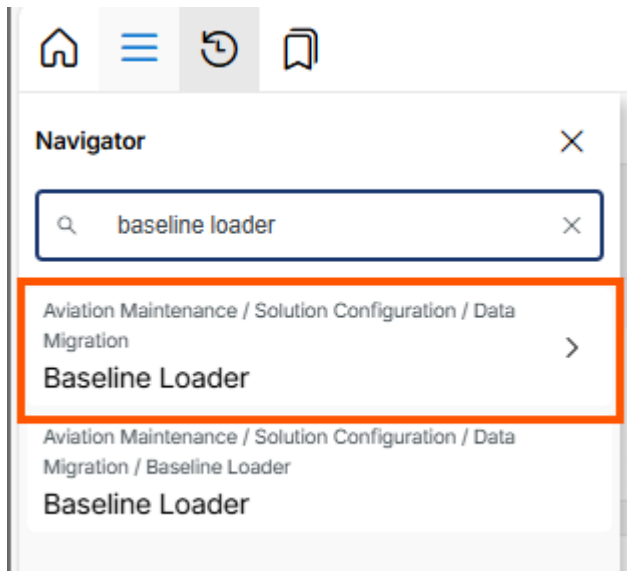 Navigator
baseline loader
Aviation Maintenance / Solution Configuration / Data
Migration
Baseline Loader
Aviation Maintenance / Solution Configuration / Data
Migration / Baseline Loader
Baseline Loader